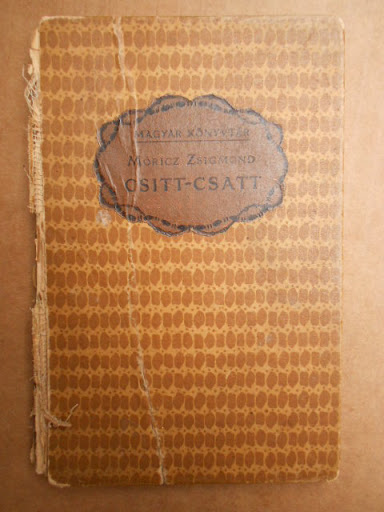 MAGYAR KÖNYVTÁR
MÓRICZ ZSIGMOND
CSITT-CSATT